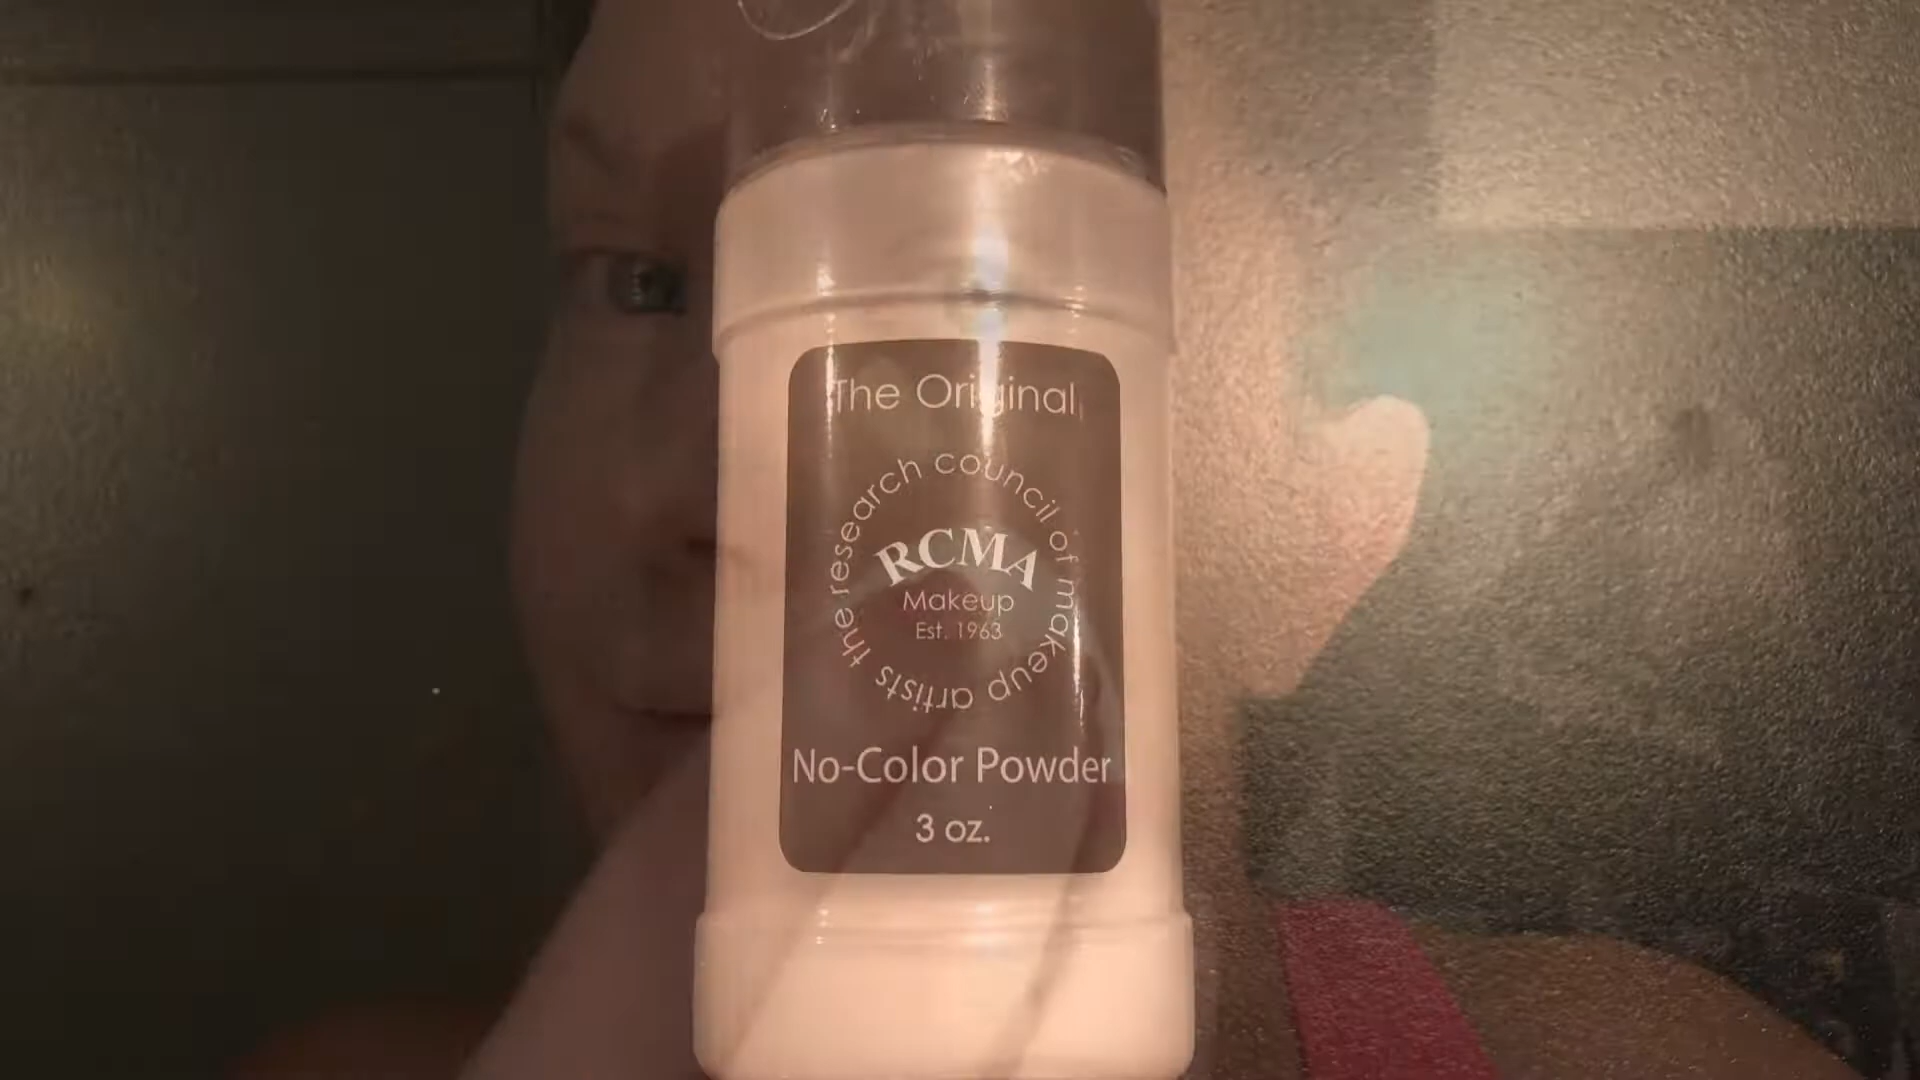 The Original
the research council of makeup artists
RCMA
Makeup
Est. 1963
No-Color Powder
3 oz.